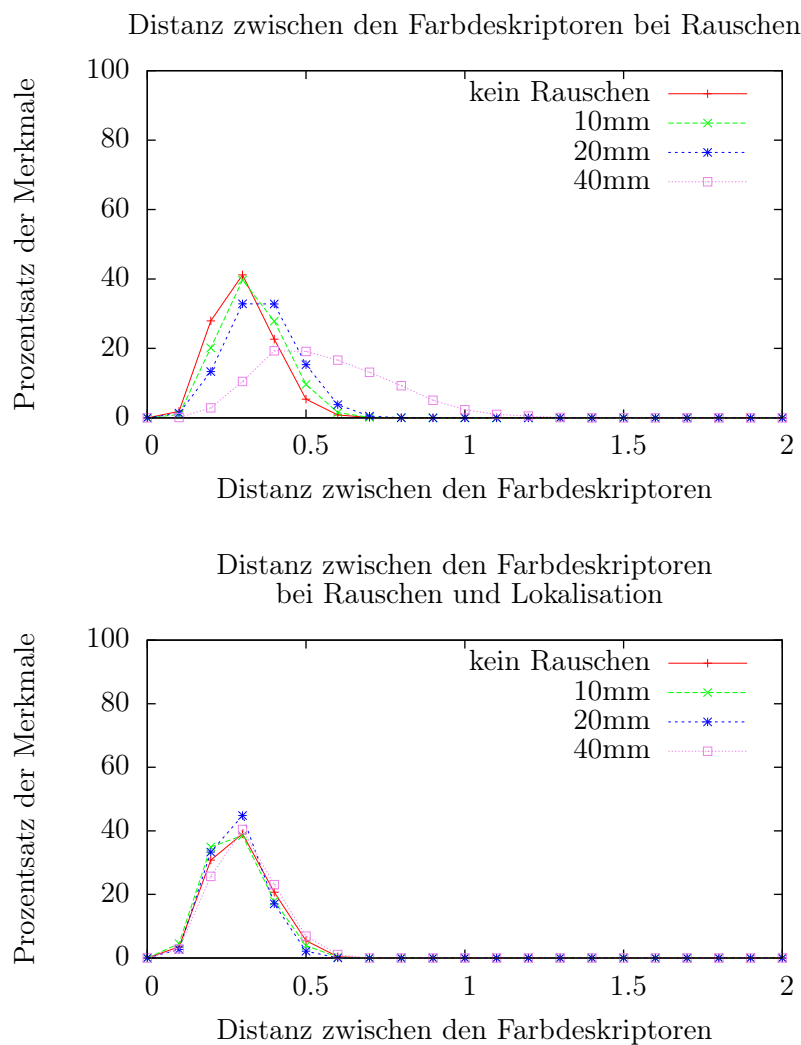 Distanz zwischen den Farbdeskriptoren bei Rauschen
Prozentsatz der Merkmale
100
80
60
40
20
0
kein Rauschen
10mm
20mm
40mm
0 0.5 1 1.5 2
Distanz zwischen den Farbdeskriptoren
Distanz zwischen den Farbdeskriptoren
bei Rauschen und Lokalisation
Prozentsatz der Merkmale
100
80
60
40
20
0
kein Rauschen
10mm
20mm
40mm
0 0.5 1 1.5 2
Distanz zwischen den Farbdeskriptoren